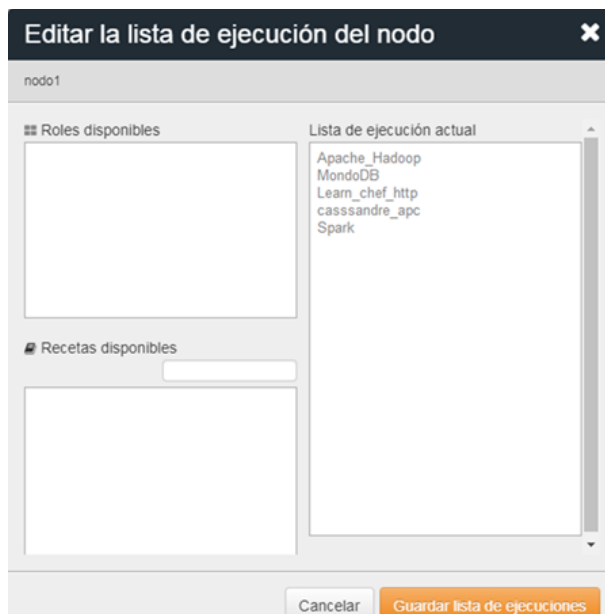 Editar la lista de ejecución del nodo
nodo1
Roles disponibles
Lista de ejecución actual
Apache_Hadoop
MondoDB
Learn_chef_http
casssandre_apc
Spark
Recetas disponibles
Cancelar
Guardar lista de ejecuciones